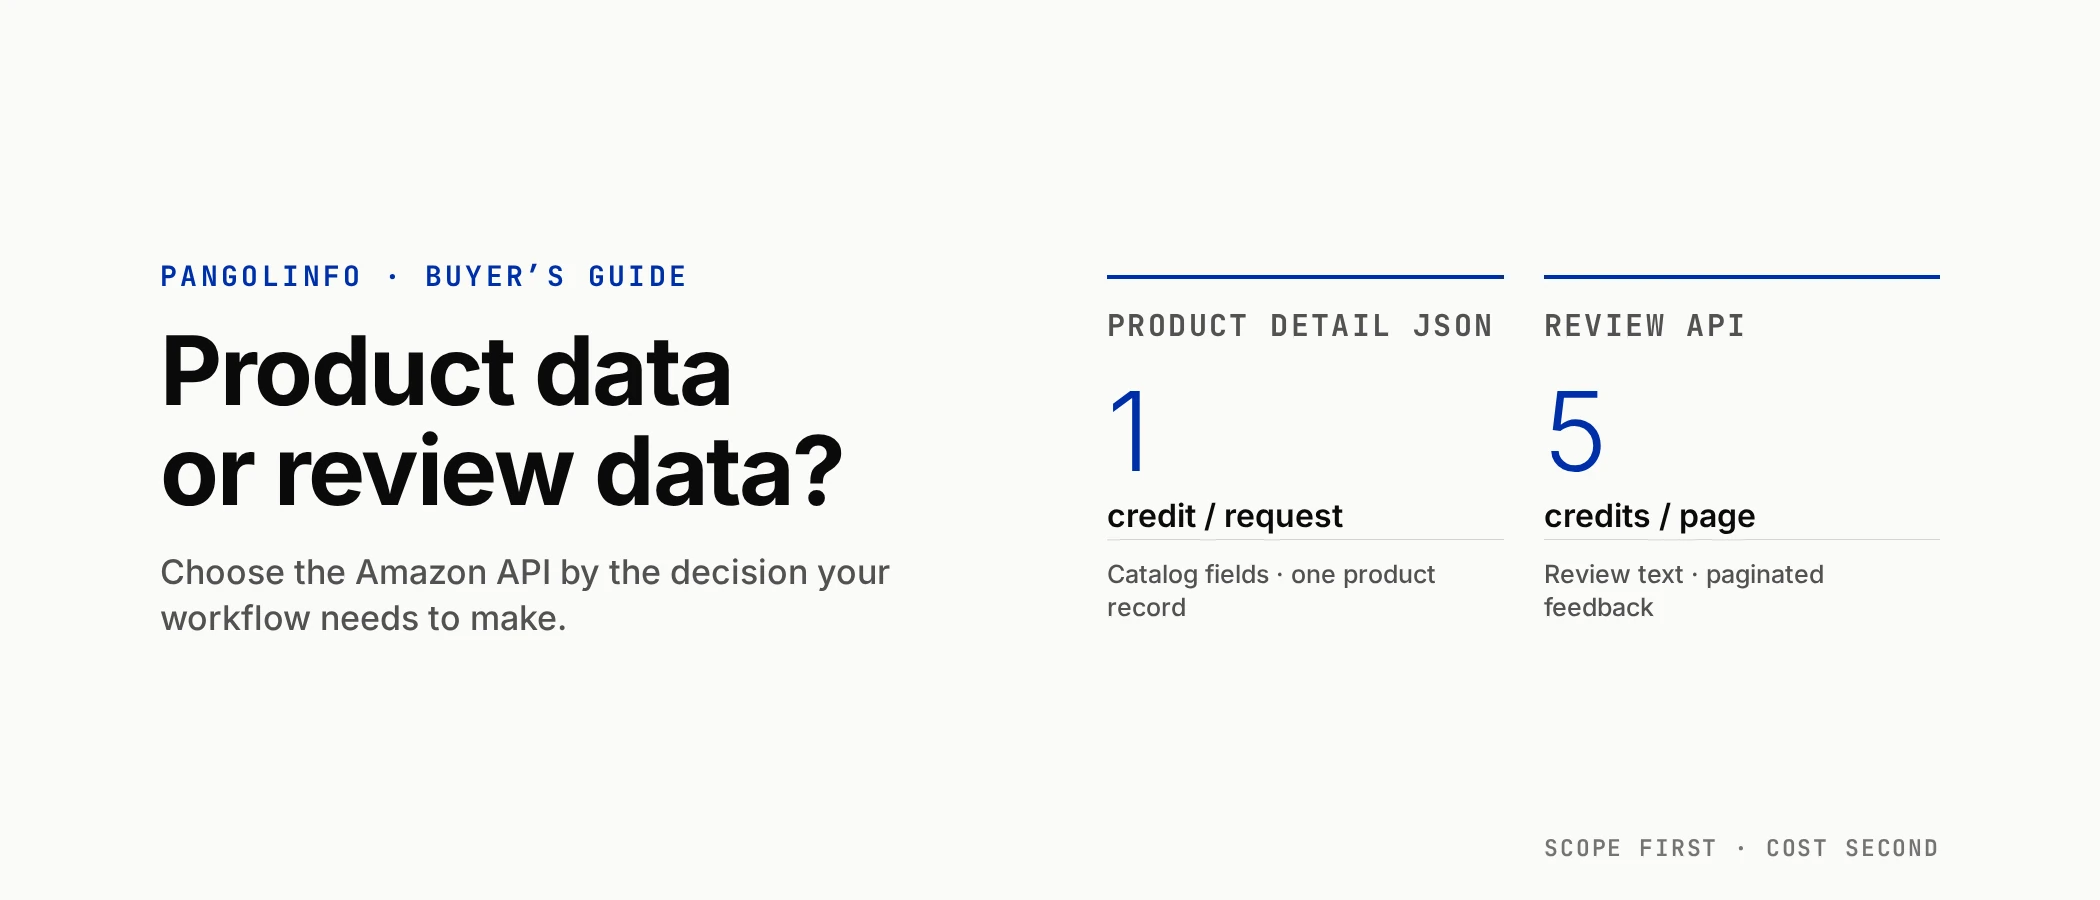 PANGOLINFO · BUYER’S GUIDE
Product data
or review data?
Choose the Amazon API by the decision your
workflow needs to make.
PRODUCT DETAIL JSON
1
credit / request
Catalog fields · one product
record
REVIEW API
5
credits / page
Review text · paginated
feedback
SCOPE FIRST · COST SECOND